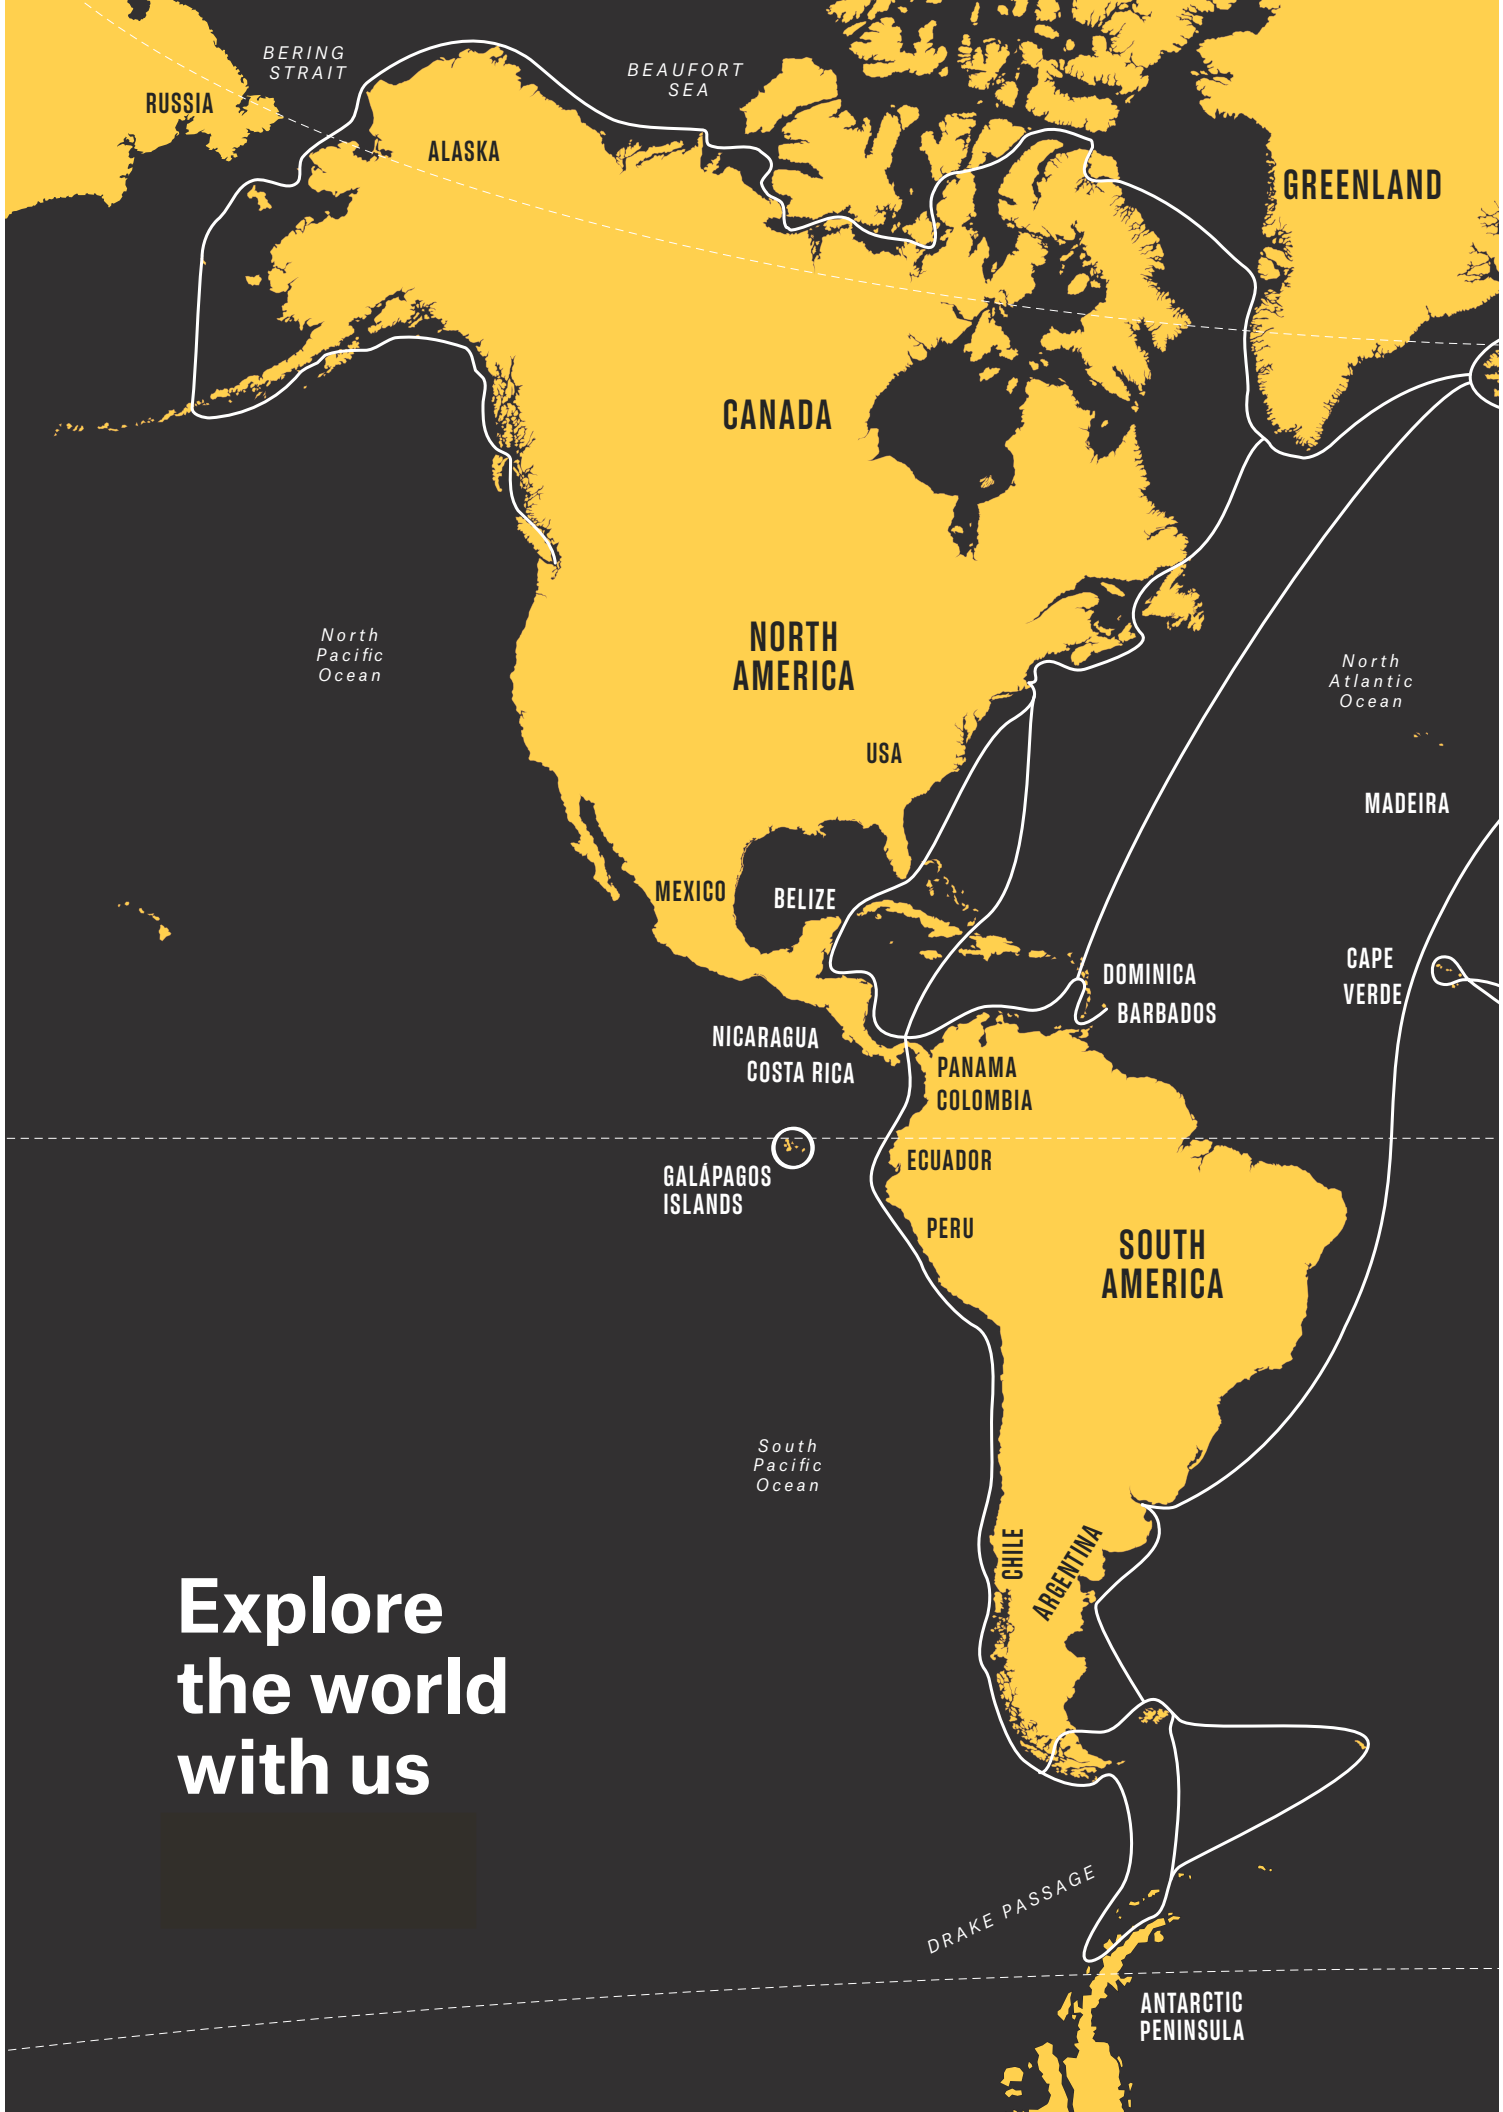 BERING
STRAIT
BEAUFORT
SEA
RUSSIA
ALASKA
GREENLAND
CANADA
North
Pacific
Ocean
NORTH
AMERICA
North
Atlantic
Ocean
USA
MADEIRA
MEXICO
BELIZE
CAPE
VERDE
DOMINICA
BARBADOS
NICARAGUA
COSTA RICA
PANAMA
COLOMBIA
GALÁPAGOS
ISLANDS
ECUADOR
PERU
SOUTH
AMERICA
South
Pacific
Ocean
CHILE
ARGENTINA
Explore
the world
with us
DRAKE PASSAGE
ANTARCTIC
PENINSULA